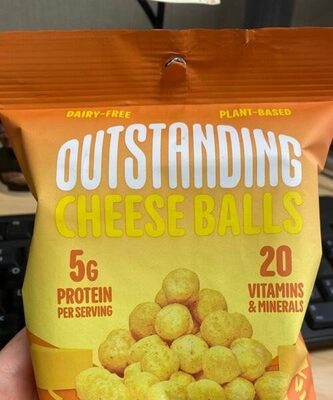 DAIRY-FREE PLANT-BASED
OUTSTANDING
CHEESE BALLS
5G
PROTEIN
PER SERVING
20
VITAMINS
& MINERALS